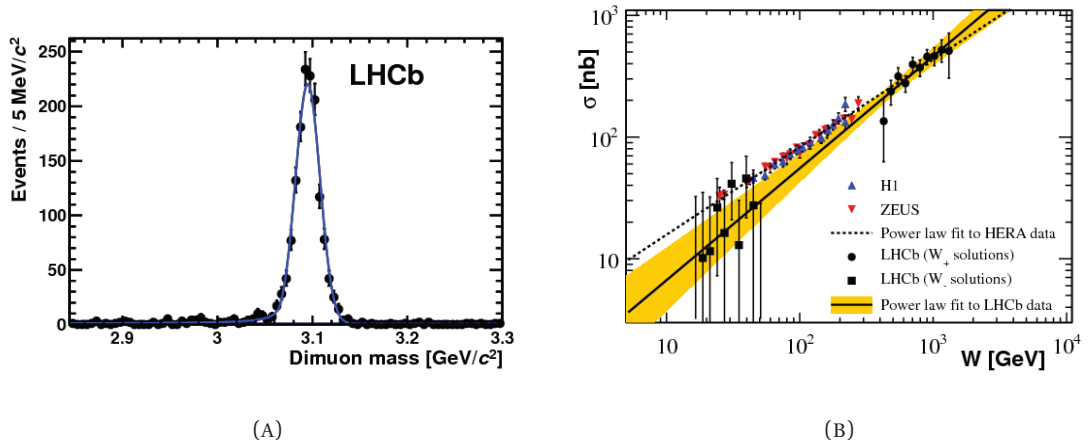 LHCb
Events / 5 MeV/c²
250
200
150
100
50
0
2.9
3
3.1
3.2
3.3
Dimuon mass [GeV/c²]
(A)
σ [nb]
10³
10²
10
H1
ZEUS
Power law fit to HERA data
LHCb (W₊ solutions)
LHCb (W₋ solutions)
Power law fit to LHCb data
10
10²
10³
10⁴
W [GeV]
(B)